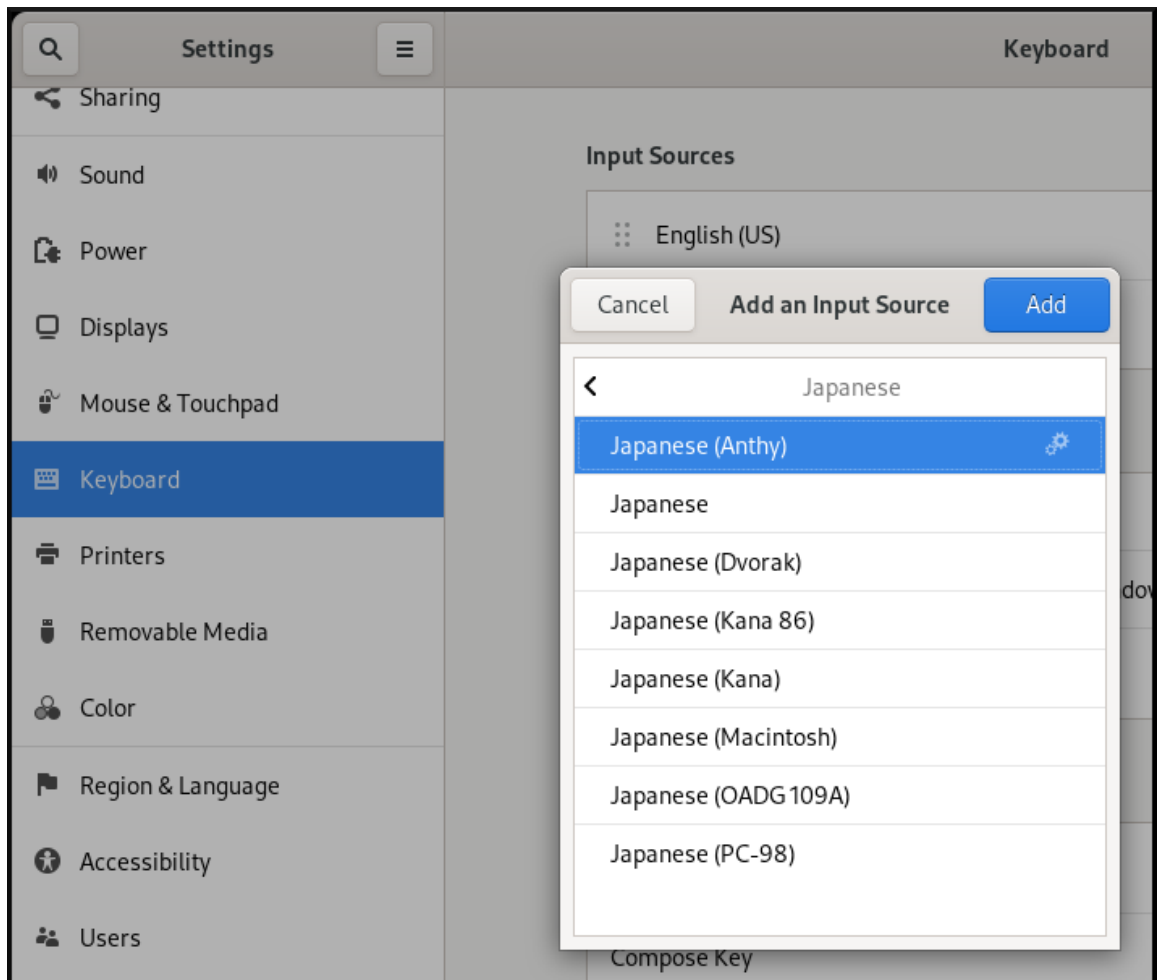 Settings
Keyboard
Sharing
Sound
Power
Displays
Mouse & Touchpad
Keyboard
Printers
Removable Media
Color
Region & Language
Accessibility
Users
Input Sources
English (US)
Cancel
Add an Input Source
Add
Japanese
Japanese (Anthy)
Japanese
Japanese (Dvorak)
Japanese (Kana 86)
Japanese (Kana)
Japanese (Macintosh)
Japanese (OADG 109A)
Japanese (PC-98)
Compose Key